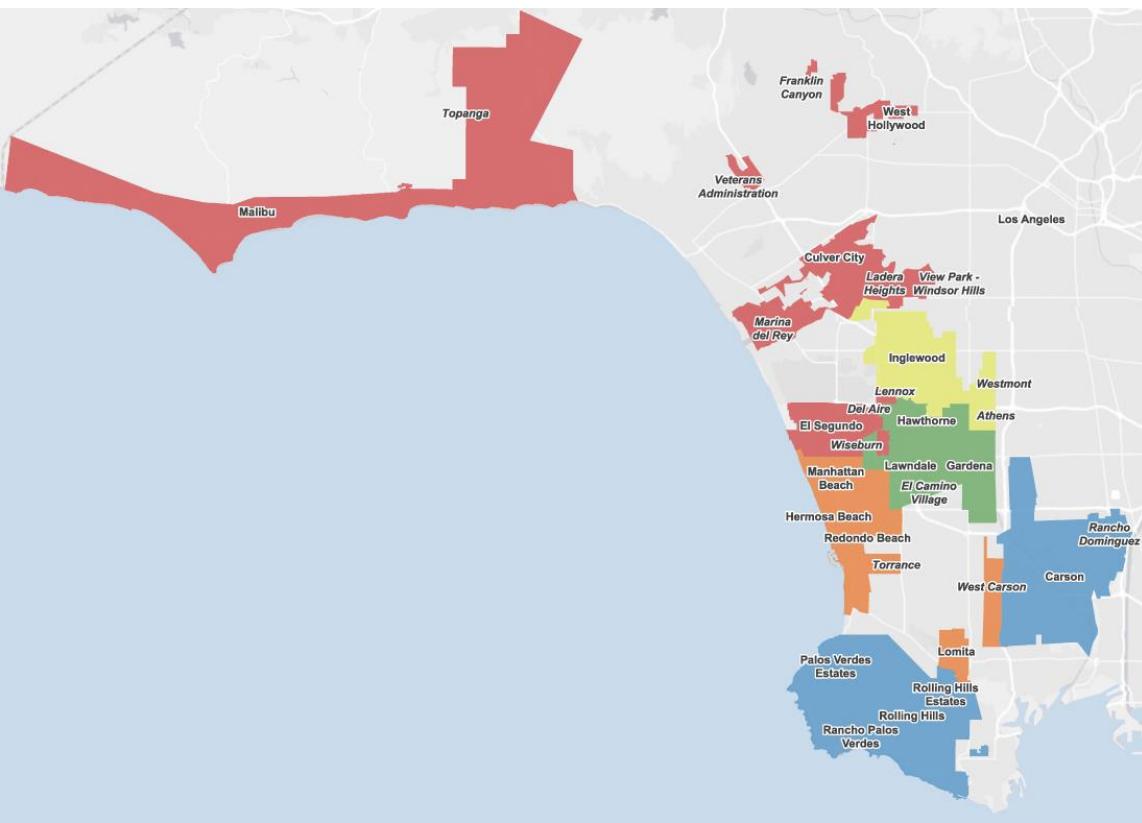 Franklin
Canyon
West
Hollywood
Topanga
Veterans
Administration
Malibu
Los Angeles
Culver City
Ladera
Heights
View Park -
Windsor Hills
Marina
del Rey
Inglewood
Lennox
Westmont
Del Aire
Athens
El Segundo
Hawthorne
Wiseburn
Lawndale
Gardena
Manhattan
Beach
El Camino
Village
Hermosa Beach
Redondo Beach
Rancho
Dominguez
Torrance
Carson
West Carson
Lomita
Palos Verdes
Estates
Rolling Hills
Estates
Rolling Hills
Rancho Palos
Verdes